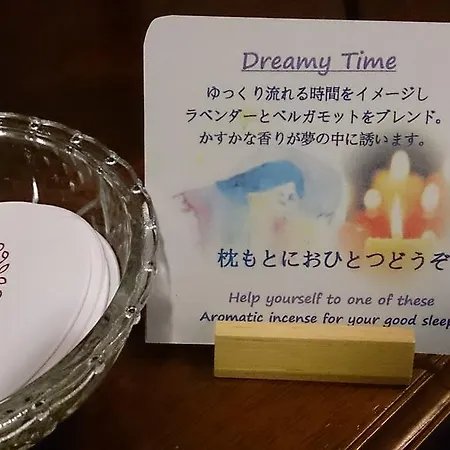 Dreamy Time
ゆっくり流れる時間をイメージし
ラベンダーとベルガモットをブレンド。
かすかな香りが夢の中に誘います。
枕もとにおひとつどうぞ
Help yourself to one of these
Aromatic incense for your good sleep